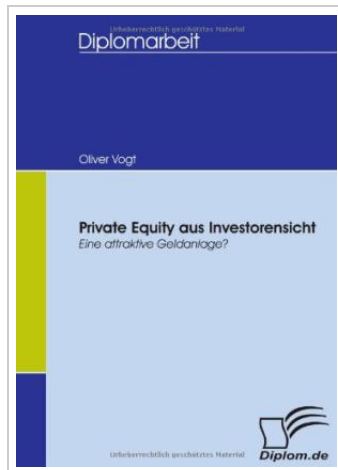 Urheberrechtlich geschütztes Material
Diplomarbeit
Oliver Vogt
Private Equity aus Investorensicht
Eine attraktive Geldanlage?
Urheberrechtlich geschütztes Material
Diplom.de